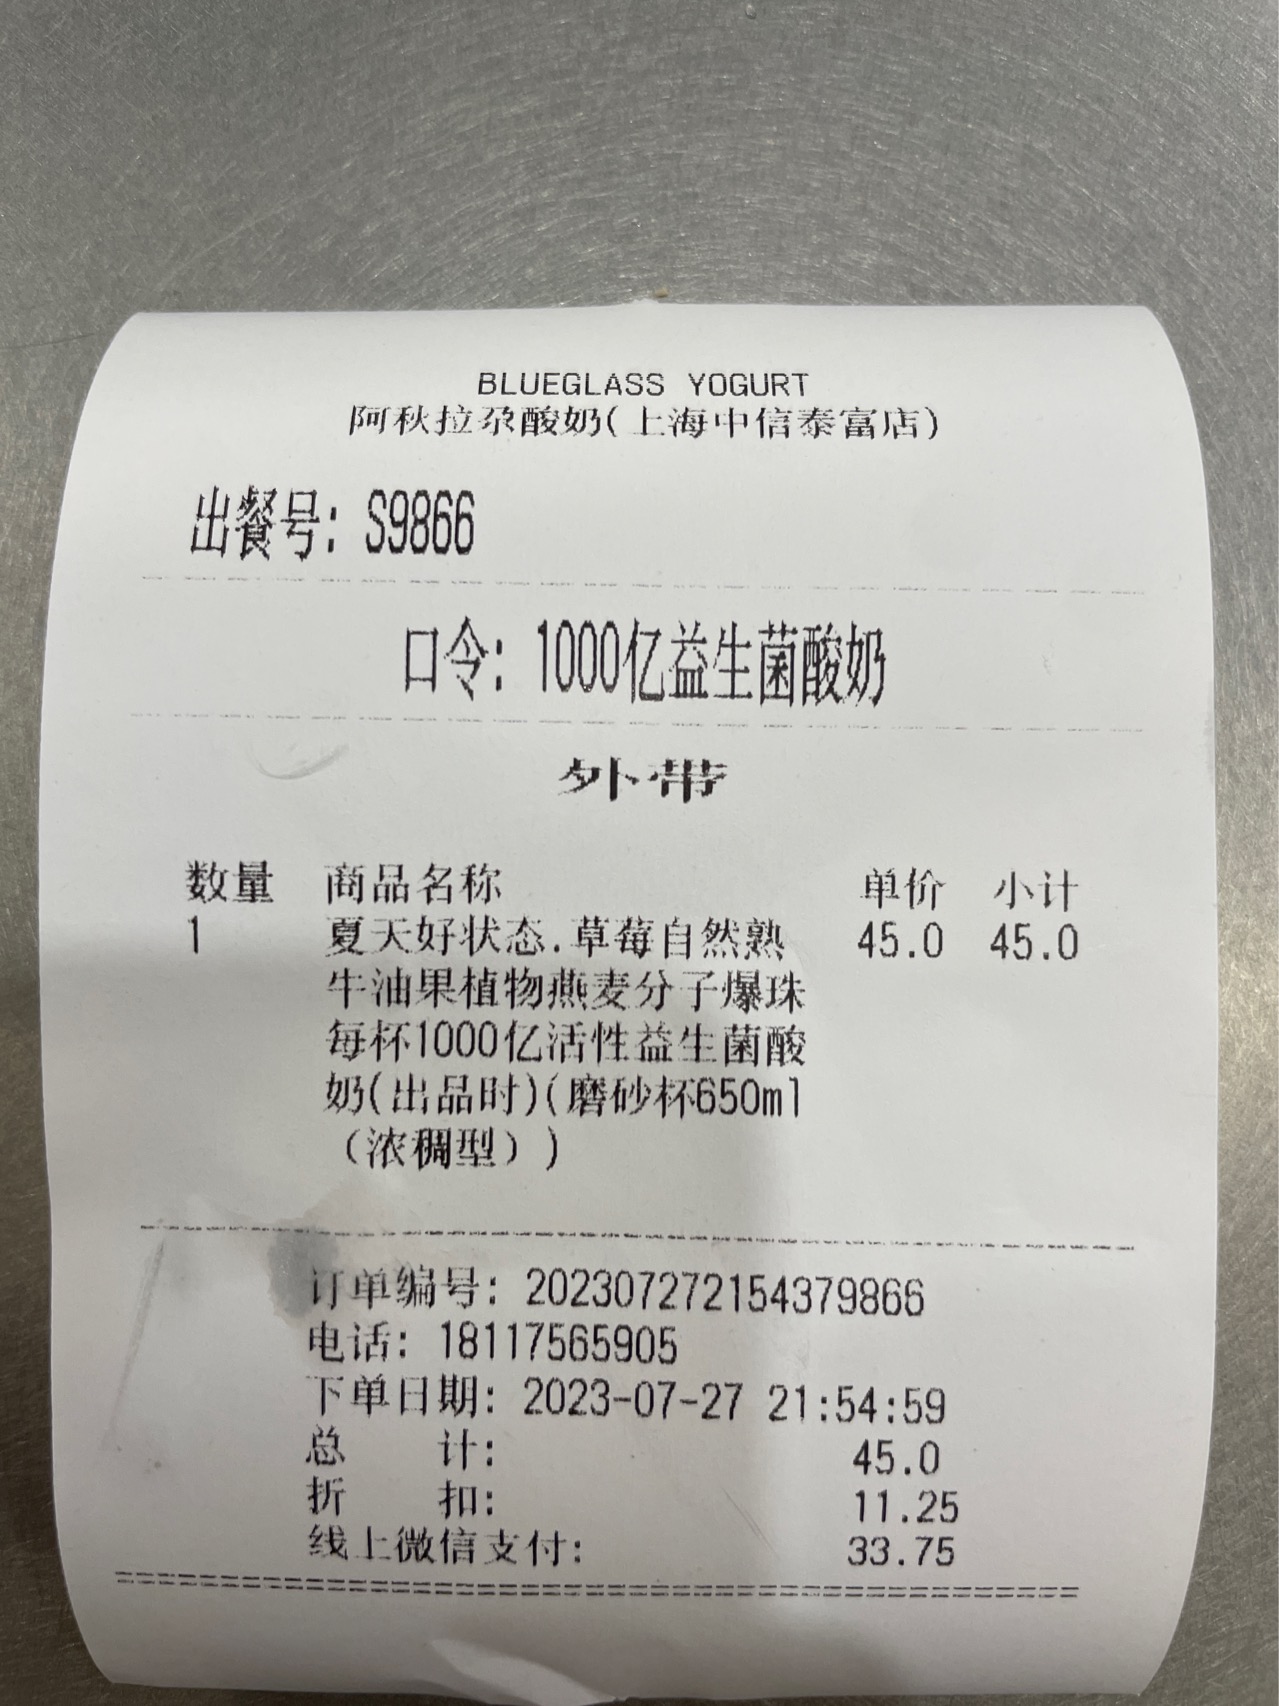 BLUEGLASS YOGURT
阿秋拉尕酸奶(上海中信泰富店)
出餐号: S9866
口令: 1000亿益生菌酸奶
外带
数量 商品名称 单价 小计
1 夏天好状态.草莓自然熟 45.0 45.0
牛油果植物燕麦分子爆珠
每杯1000亿活性益生菌酸
奶(出品时)(磨砂杯650ml
（浓稠型）)
订单编号: 202307272154379866
电话: 18117565905
下单日期: 2023-07-27 21:54:59
总 计: 45.0
折 扣: 11.25
线上微信支付: 33.75